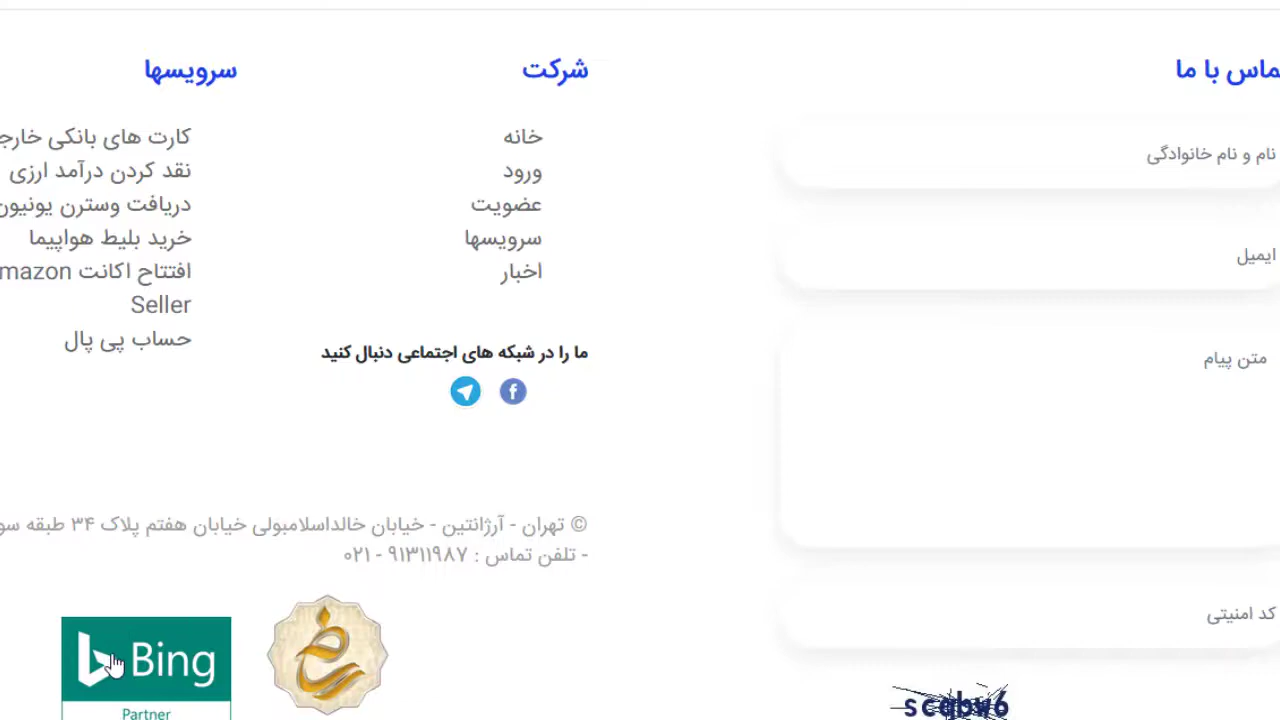 تماس با ما
نام و نام خانوادگی
ایمیل
متن پیام
کد امنیتی
شرکت
خانه
ورود
عضویت
سرویسها
اخبار
ما را در شبکه های اجتماعی دنبال کنید
سرویسها
کارت های بانکی خارج
نقد کردن درآمد ارزی
دریافت وسترن یونیون
خرید بلیط هواپیما
افتتاح اکانت mazon
Seller
حساب پی پال
© تهران - آرژانتین - خیابان خالداسلامبولی خیابان هفتم پلاک ۳۴ طبقه سو
- تلفن تماس : ۹۱۳۱۱۹۸۷ - ۰۲۱
Bing
Partner